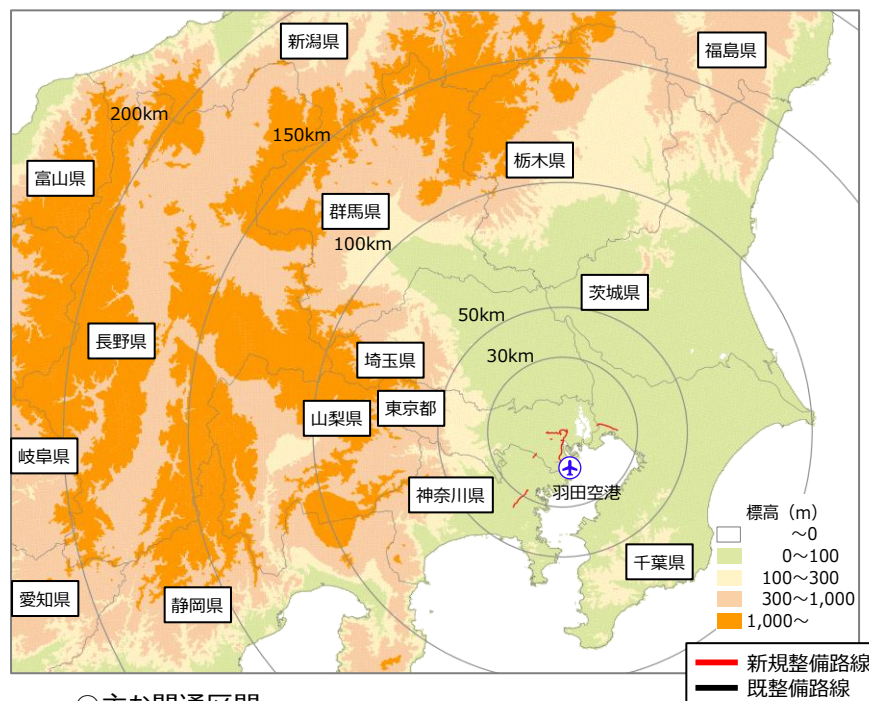 新潟県
福島県
200km
150km
栃木県
富山県
群馬県
100km
茨城県
50km
長野県
30km
埼玉県
東京都
山梨県
岐阜県
神奈川県
羽田空港
標高（m）
～0
0～100
千葉県
100～300
愛知県
静岡県
300～1,000
1,000～
新規整備路線
既整備路線